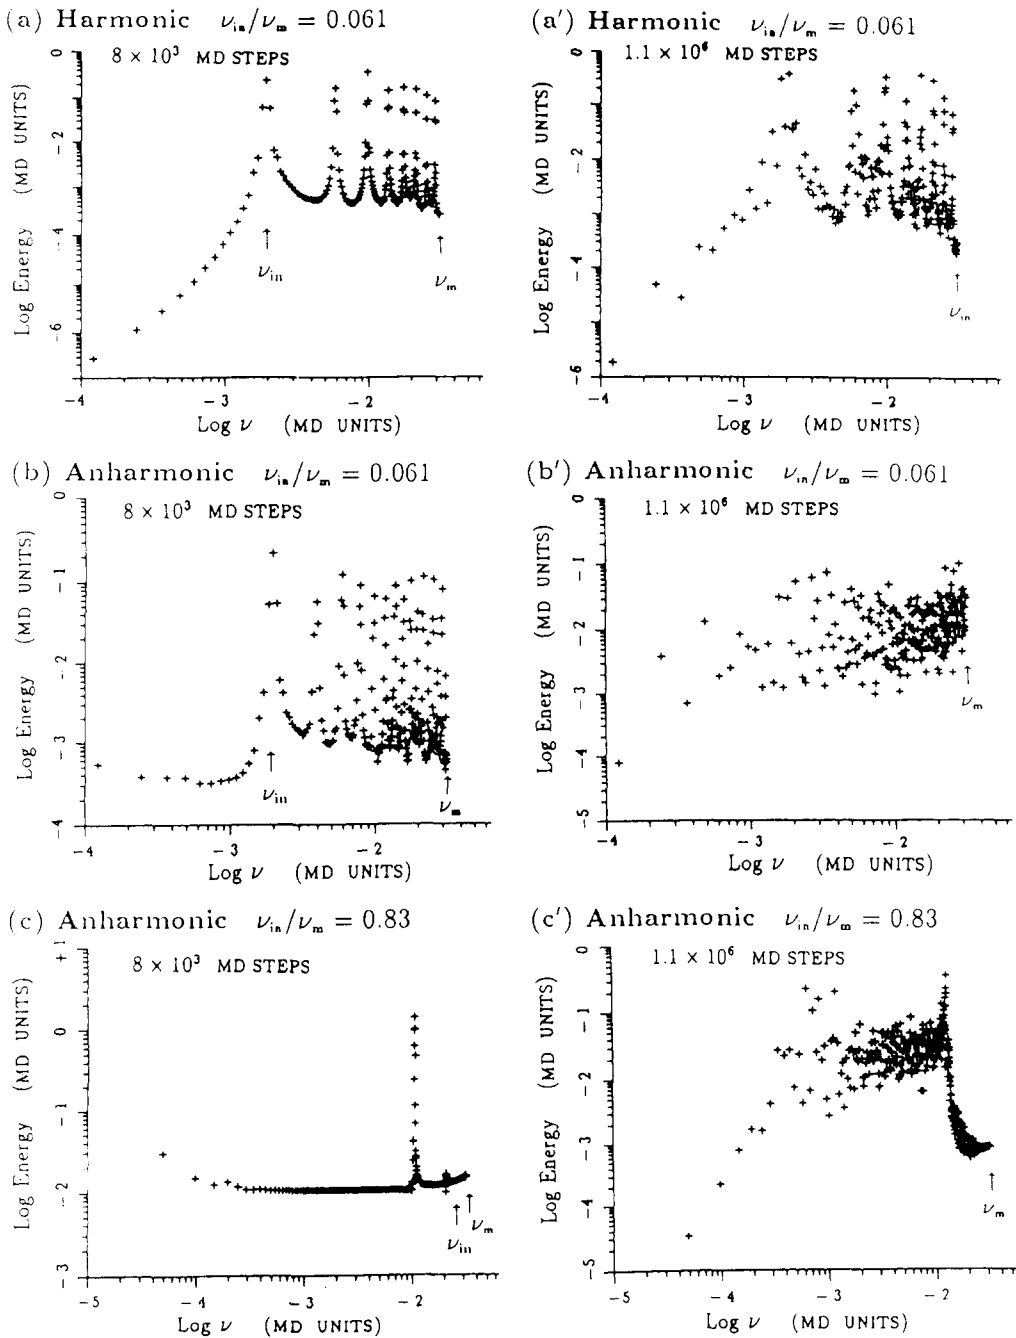 (a) Harmonic ν_in/ν_m = 0.061
8 × 10³ MD STEPS
Log Energy (MD UNITS)
0
−2
−4
−6
ν_in
ν_m
−4 −3 −2
Log ν (MD UNITS)
(a′) Harmonic ν_in/ν_m = 0.061
1.1 × 10⁶ MD STEPS
Log Energy (MD UNITS)
0
−2
−4
−6
ν_in
−4 −3 −2
Log ν (MD UNITS)
(b) Anharmonic ν_in/ν_m = 0.061
8 × 10³ MD STEPS
Log Energy (MD UNITS)
0
−1
−2
−3
−4
ν_in
ν_m
−4 −3 −2
Log ν (MD UNITS)
(b′) Anharmonic ν_in/ν_m = 0.061
1.1 × 10⁶ MD STEPS
Log Energy (MD UNITS)
0
−1
−2
−3
−4
−5
ν_m
−4 −3 −2
Log ν (MD UNITS)
(c) Anharmonic ν_in/ν_m = 0.83
8 × 10³ MD STEPS
Log Energy (MD UNITS)
+1
0
−1
−2
−3
ν_in
ν_m
−5 −4 −3 −2
Log ν (MD UNITS)
(c′) Anharmonic ν_in/ν_m = 0.83
1.1 × 10⁶ MD STEPS
Log Energy (MD UNITS)
0
−1
−2
−3
−4
−5
ν_m
−5 −4 −3 −2
Log ν (MD UNITS)